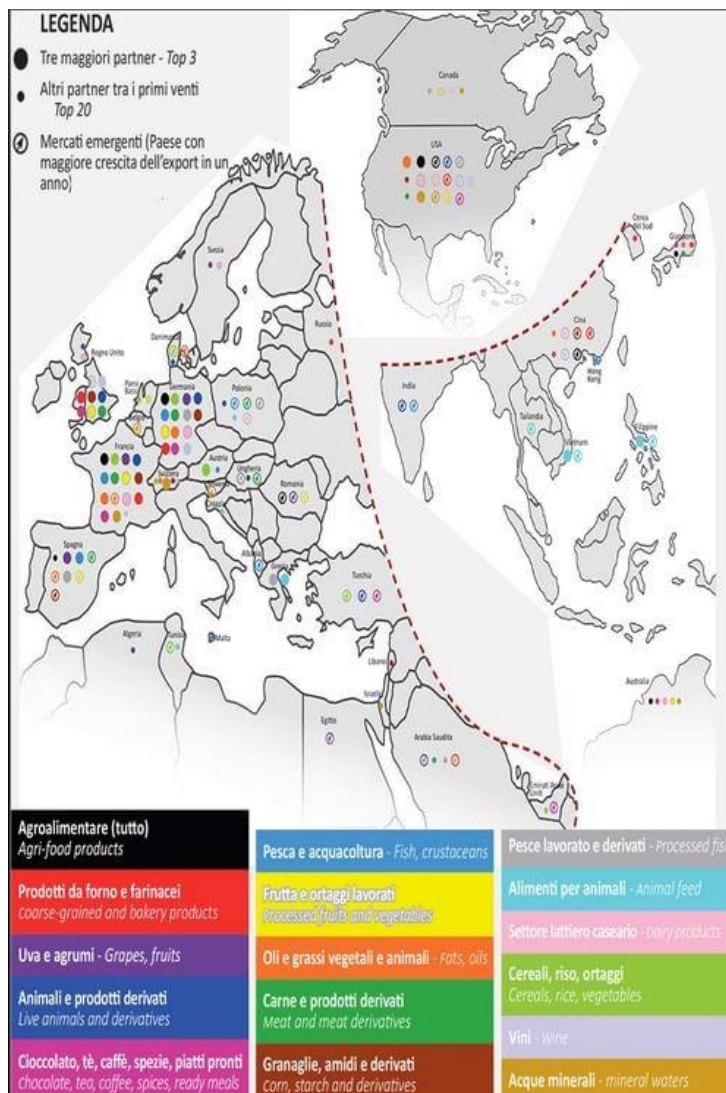 LEGENDA
Tre maggiori partner - Top 3
Altri partner tra i primi venti
Top 20
Mercati emergenti (Paese con
maggiore crescita dell'export in un
anno)
Canada
USA
Corea
del Sud
Giappone
Cina
Hong
Kong
India
Tailandia
Vietnam
Filippine
Australia
Svezia
Russia
Danimarca
Regno Unito
Paesi
Bassi
Germania
Polonia
Belgio
Francia
Austria
Svizzera
Ungheria
Romania
Croazia
Spagna
Albania
Grecia
Turchia
Algeria
Tunisia
Malta
Libano
Israele
Egitto
Arabia Saudita
Emirati Arabi
Uniti
Agroalimentare (tutto)
Agri-food products
Prodotti da forno e farinacei
coarse-grained and bakery products
Uva e agrumi - Grapes, fruits
Animali e prodotti derivati
Live animals and derivatives
Cioccolato, tè, caffè, spezie, piatti pronti
chocolate, tea, coffee, spices, ready meals
Pesca e acquacoltura - Fish, crustaceans
Frutta e ortaggi lavorati
Processed fruits and vegetables
Oli e grassi vegetali e animali - Fats, oils
Carne e prodotti derivati
Meat and meat derivatives
Granaglie, amidi e derivati
corn, starch and derivatives
Pesce lavorato e derivati - Processed fis
Alimenti per animali - Animal feed
Settore lattiero caseario - dairy products
Cereali, riso, ortaggi
Cereals, rice, vegetables
Vini - wine
Acque minerali - mineral waters